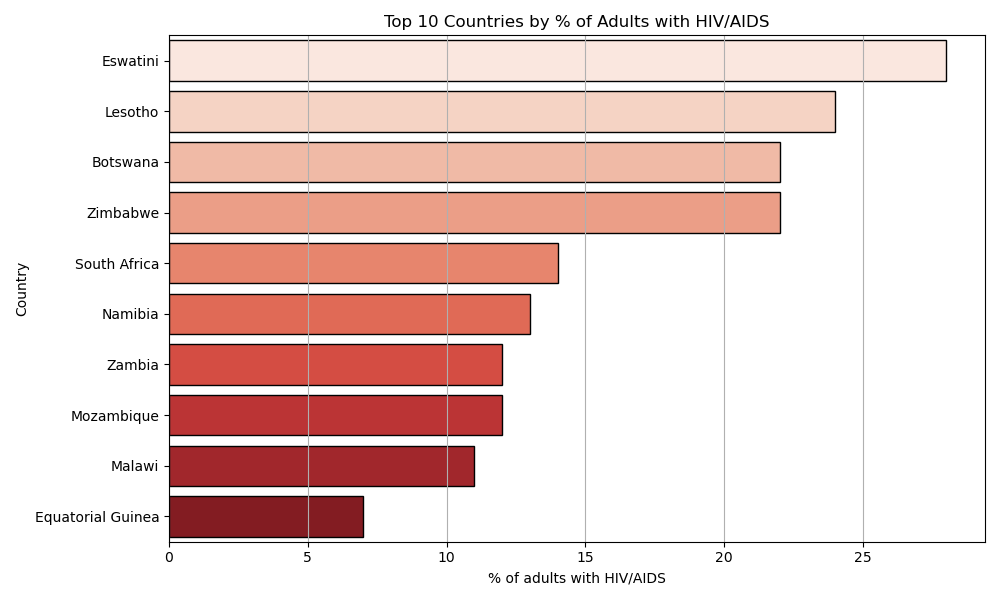 Top 10 Countries by % of Adults with HIV/AIDS
Country
Eswatini
Lesotho
Botswana
Zimbabwe
South Africa
Namibia
Zambia
Mozambique
Malawi
Equatorial Guinea
0 5 10 15 20 25
% of adults with HIV/AIDS